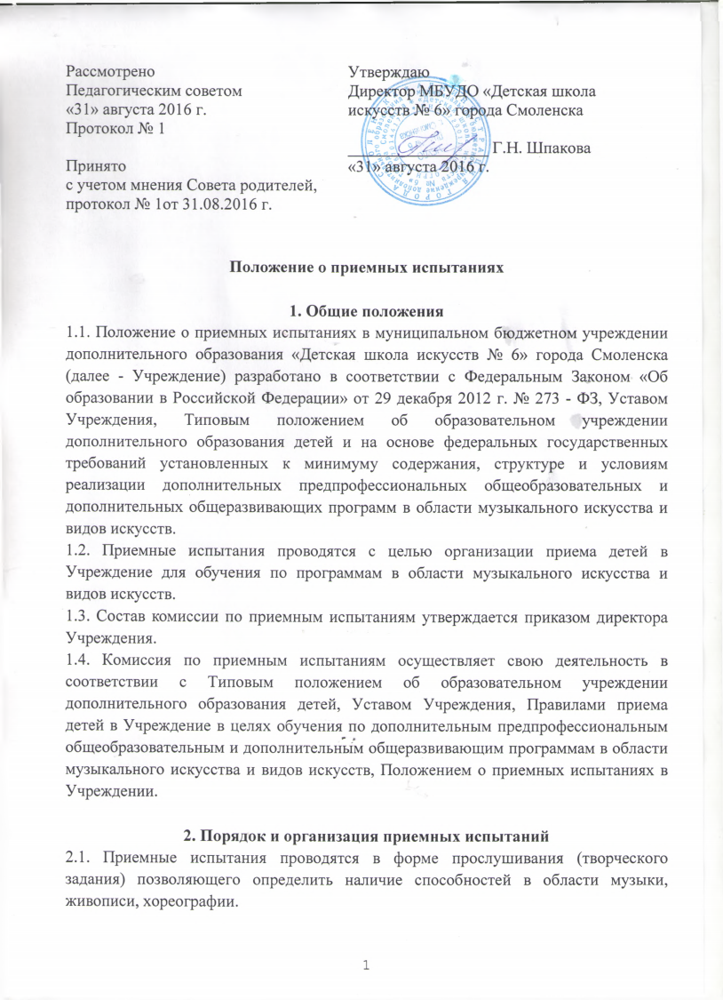 Рассмотрено
Педагогическим советом
«31» августа 2016 г.
Протокол № 1
Принято
с учетом мнения Совета родителей,
протокол № 1от 31.08.2016 г.
Утверждаю
Директор МБУДО «Детская школа
искусств № 6» города Смоленска
Г.Н. Шпакова
«31» августа 2016 г.
Положение о приемных испытаниях
1. Общие положения
1.1. Положение о приемных испытаниях в муниципальном бюджетном учреждении
дополнительного образования «Детская школа искусств № 6» города Смоленска
(далее - Учреждение) разработано в соответствии с Федеральным Законом «Об
образовании в Российской Федерации» от 29 декабря 2012 г. № 273 - ФЗ, Уставом
Учреждения, Типовым положением об образовательном учреждении
дополнительного образования детей и на основе федеральных государственных
требований установленных к минимуму содержания, структуре и условиям
реализации дополнительных предпрофессиональных общеобразовательных и
дополнительных общеразвивающих программ в области музыкального искусства и
видов искусств.
1.2. Приемные испытания проводятся с целью организации приема детей в
Учреждение для обучения по программам в области музыкального искусства и
видов искусств.
1.3. Состав комиссии по приемным испытаниям утверждается приказом директора
Учреждения.
1.4. Комиссия по приемным испытаниям осуществляет свою деятельность в
соответствии с Типовым положением об образовательном учреждении
дополнительного образования детей, Уставом Учреждения, Правилами приема
детей в Учреждение в целях обучения по дополнительным предпрофессиональным
общеобразовательным и дополнительным общеразвивающим программам в области
музыкального искусства и видов искусств, Положением о приемных испытаниях в
Учреждении.
2. Порядок и организация приемных испытаний
2.1. Приемные испытания проводятся в форме прослушивания (творческого
задания) позволяющего определить наличие способностей в области музыки,
живописи, хореографии.
1